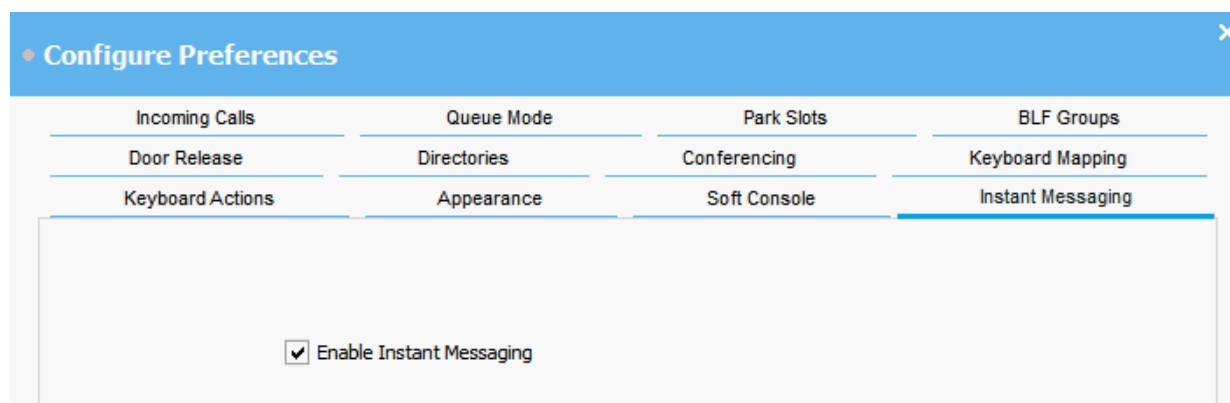 Configure Preferences
Incoming Calls Queue Mode Park Slots BLF Groups
Door Release Directories Conferencing Keyboard Mapping
Keyboard Actions Appearance Soft Console Instant Messaging
Enable Instant Messaging